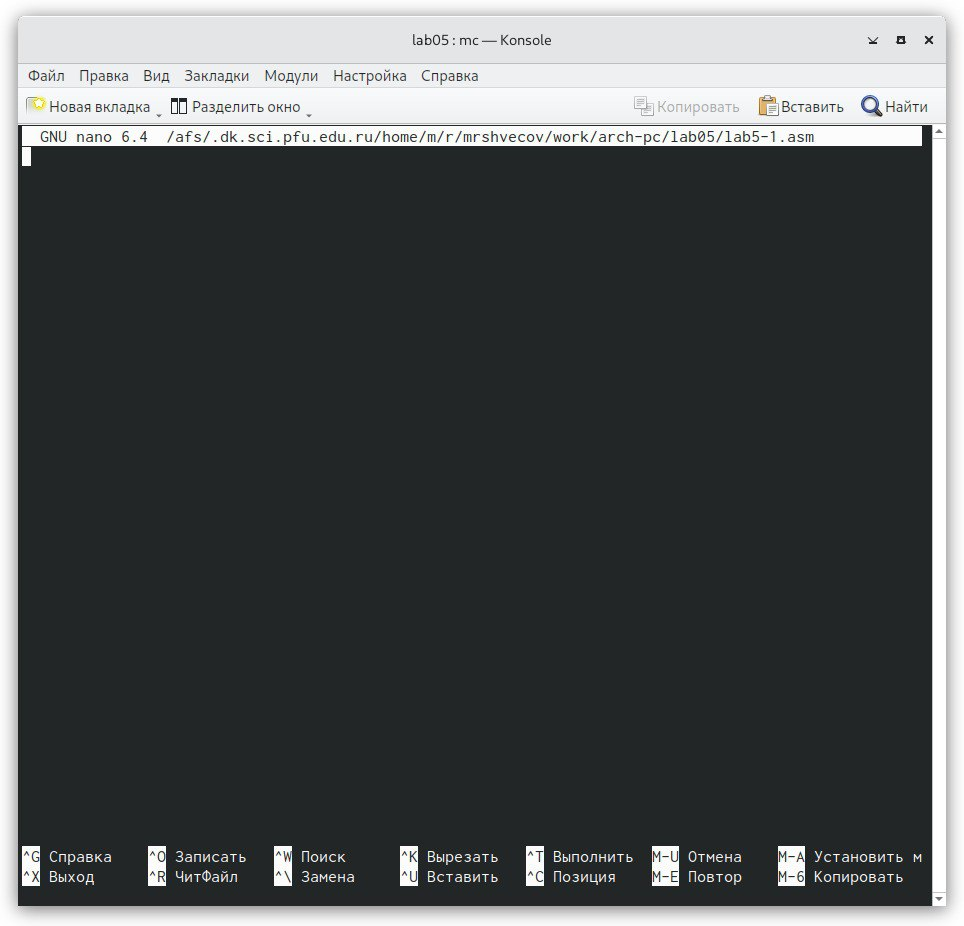 lab05 : mc — Konsole
Файл Правка Вид Закладки Модули Настройка Справка
Новая вкладка Разделить окно Копировать Вставить Найти
GNU nano 6.4 /afs/.dk.sci.pfu.edu.ru/home/m/r/mrshvecov/work/arch-pc/lab05/lab5-1.asm
^G Справка ^O Записать ^W Поиск ^K Вырезать ^T Выполнить M-U Отмена M-A Установить м
^X Выход ^R ЧитФайл ^\ Замена ^U Вставить ^C Позиция M-E Повтор M-6 Копировать